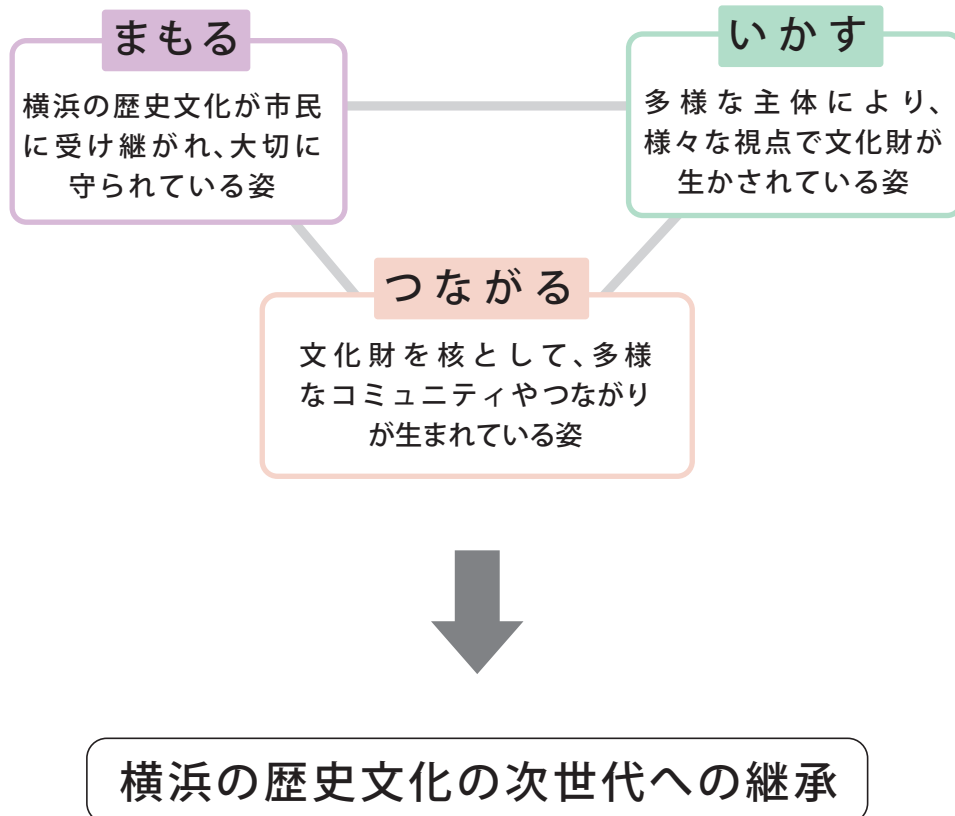 まもる
横浜の歴史文化が市民
に受け継がれ、大切に
守られている姿
いかす
多様な主体により、
様々な視点で文化財が
生かされている姿
つながる
文化財を核として、多様
なコミュニティやつながり
が生まれている姿
横浜の歴史文化の次世代への継承